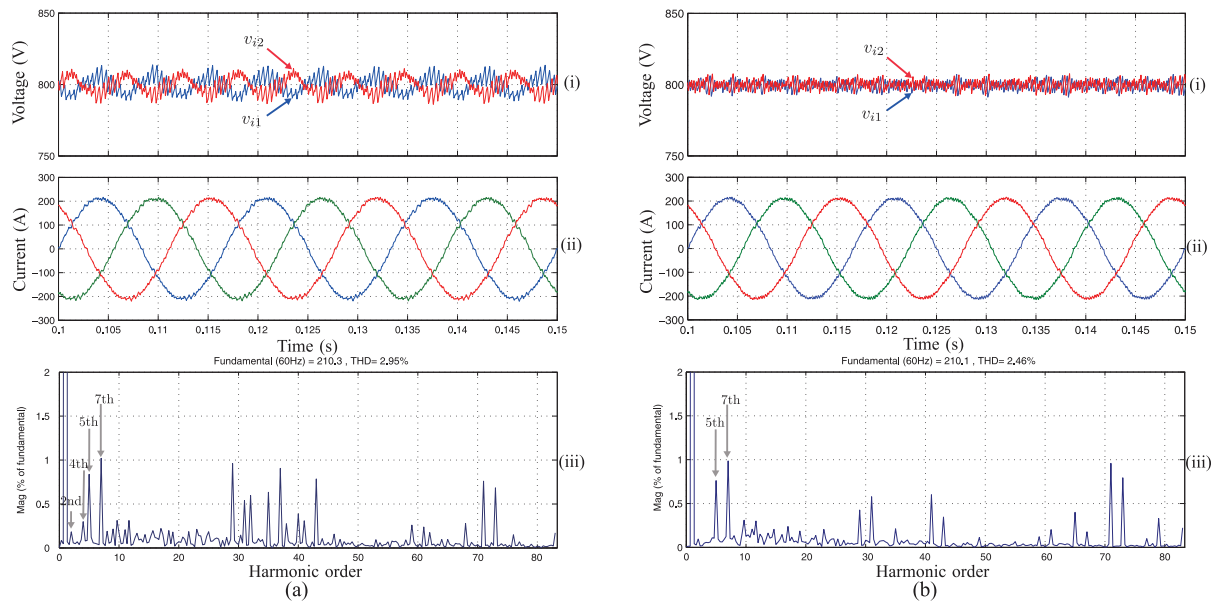 850
800
750
Voltage (V)
v_{i2}
v_{i1}
(i)
300
200
100
0
−100
−200
−300
Current (A)
(ii)
0.1 0.105 0.11 0.115 0.12 0.125 0.13 0.135 0.14 0.145 0.15
Time (s)
Fundamental (60Hz) = 210.3 , THD= 2.95%
2
1.5
1
0.5
0
Mag (% of fundamental)
7th
5th
4th
2nd
(iii)
0 10 20 30 40 50 60 70 80
Harmonic order
(a)
850
800
750
Voltage (V)
v_{i2}
v_{i1}
(i)
300
200
100
0
−100
−200
−300
Current (A)
(ii)
0.1 0.105 0.11 0.115 0.12 0.125 0.13 0.135 0.14 0.145 0.15
Time (s)
Fundamental (60Hz) = 210.1 , THD= 2.46%
2
1.5
1
0.5
0
Mag (% of fundamental)
7th
5th
(iii)
0 10 20 30 40 50 60 70 80
Harmonic order
(b)